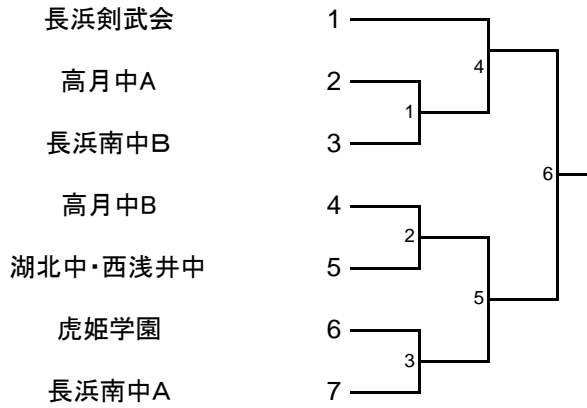 長浜剣武会 1
4
高月中A 2
1
長浜南中B 3
6
高月中B 4
2
湖北中・西浅井中 5
5
虎姫学園 6
3
長浜南中A 7